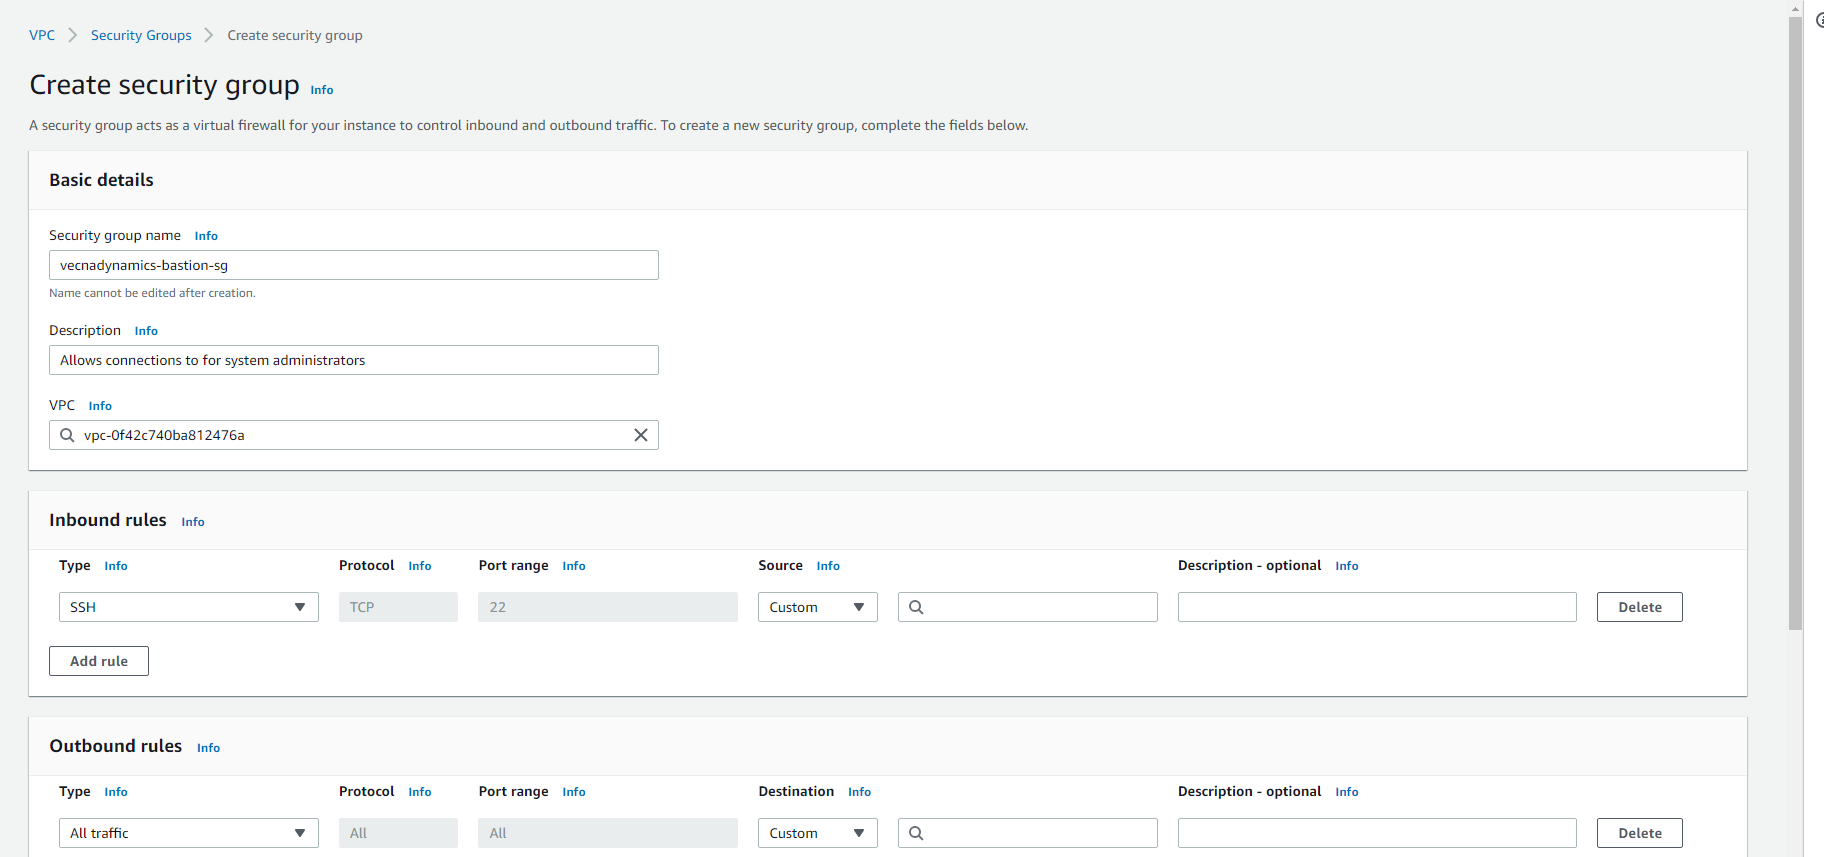 VPC > Security Groups > Create security group
Create security group Info
A security group acts as a virtual firewall for your instance to control inbound and outbound traffic. To create a new security group, complete the fields below.
Basic details
Security group name Info
vecnadynamics-bastion-sg
Name cannot be edited after creation.
Description Info
Allows connections to for system administrators
VPC Info
vpc-0f42c740ba812476a
Inbound rules Info
Type Info Protocol Info Port range Info Source Info Description - optional Info
SSH TCP 22 Custom Delete
Add rule
Outbound rules Info
Type Info Protocol Info Port range Info Destination Info Description - optional Info
All traffic All All Custom Delete